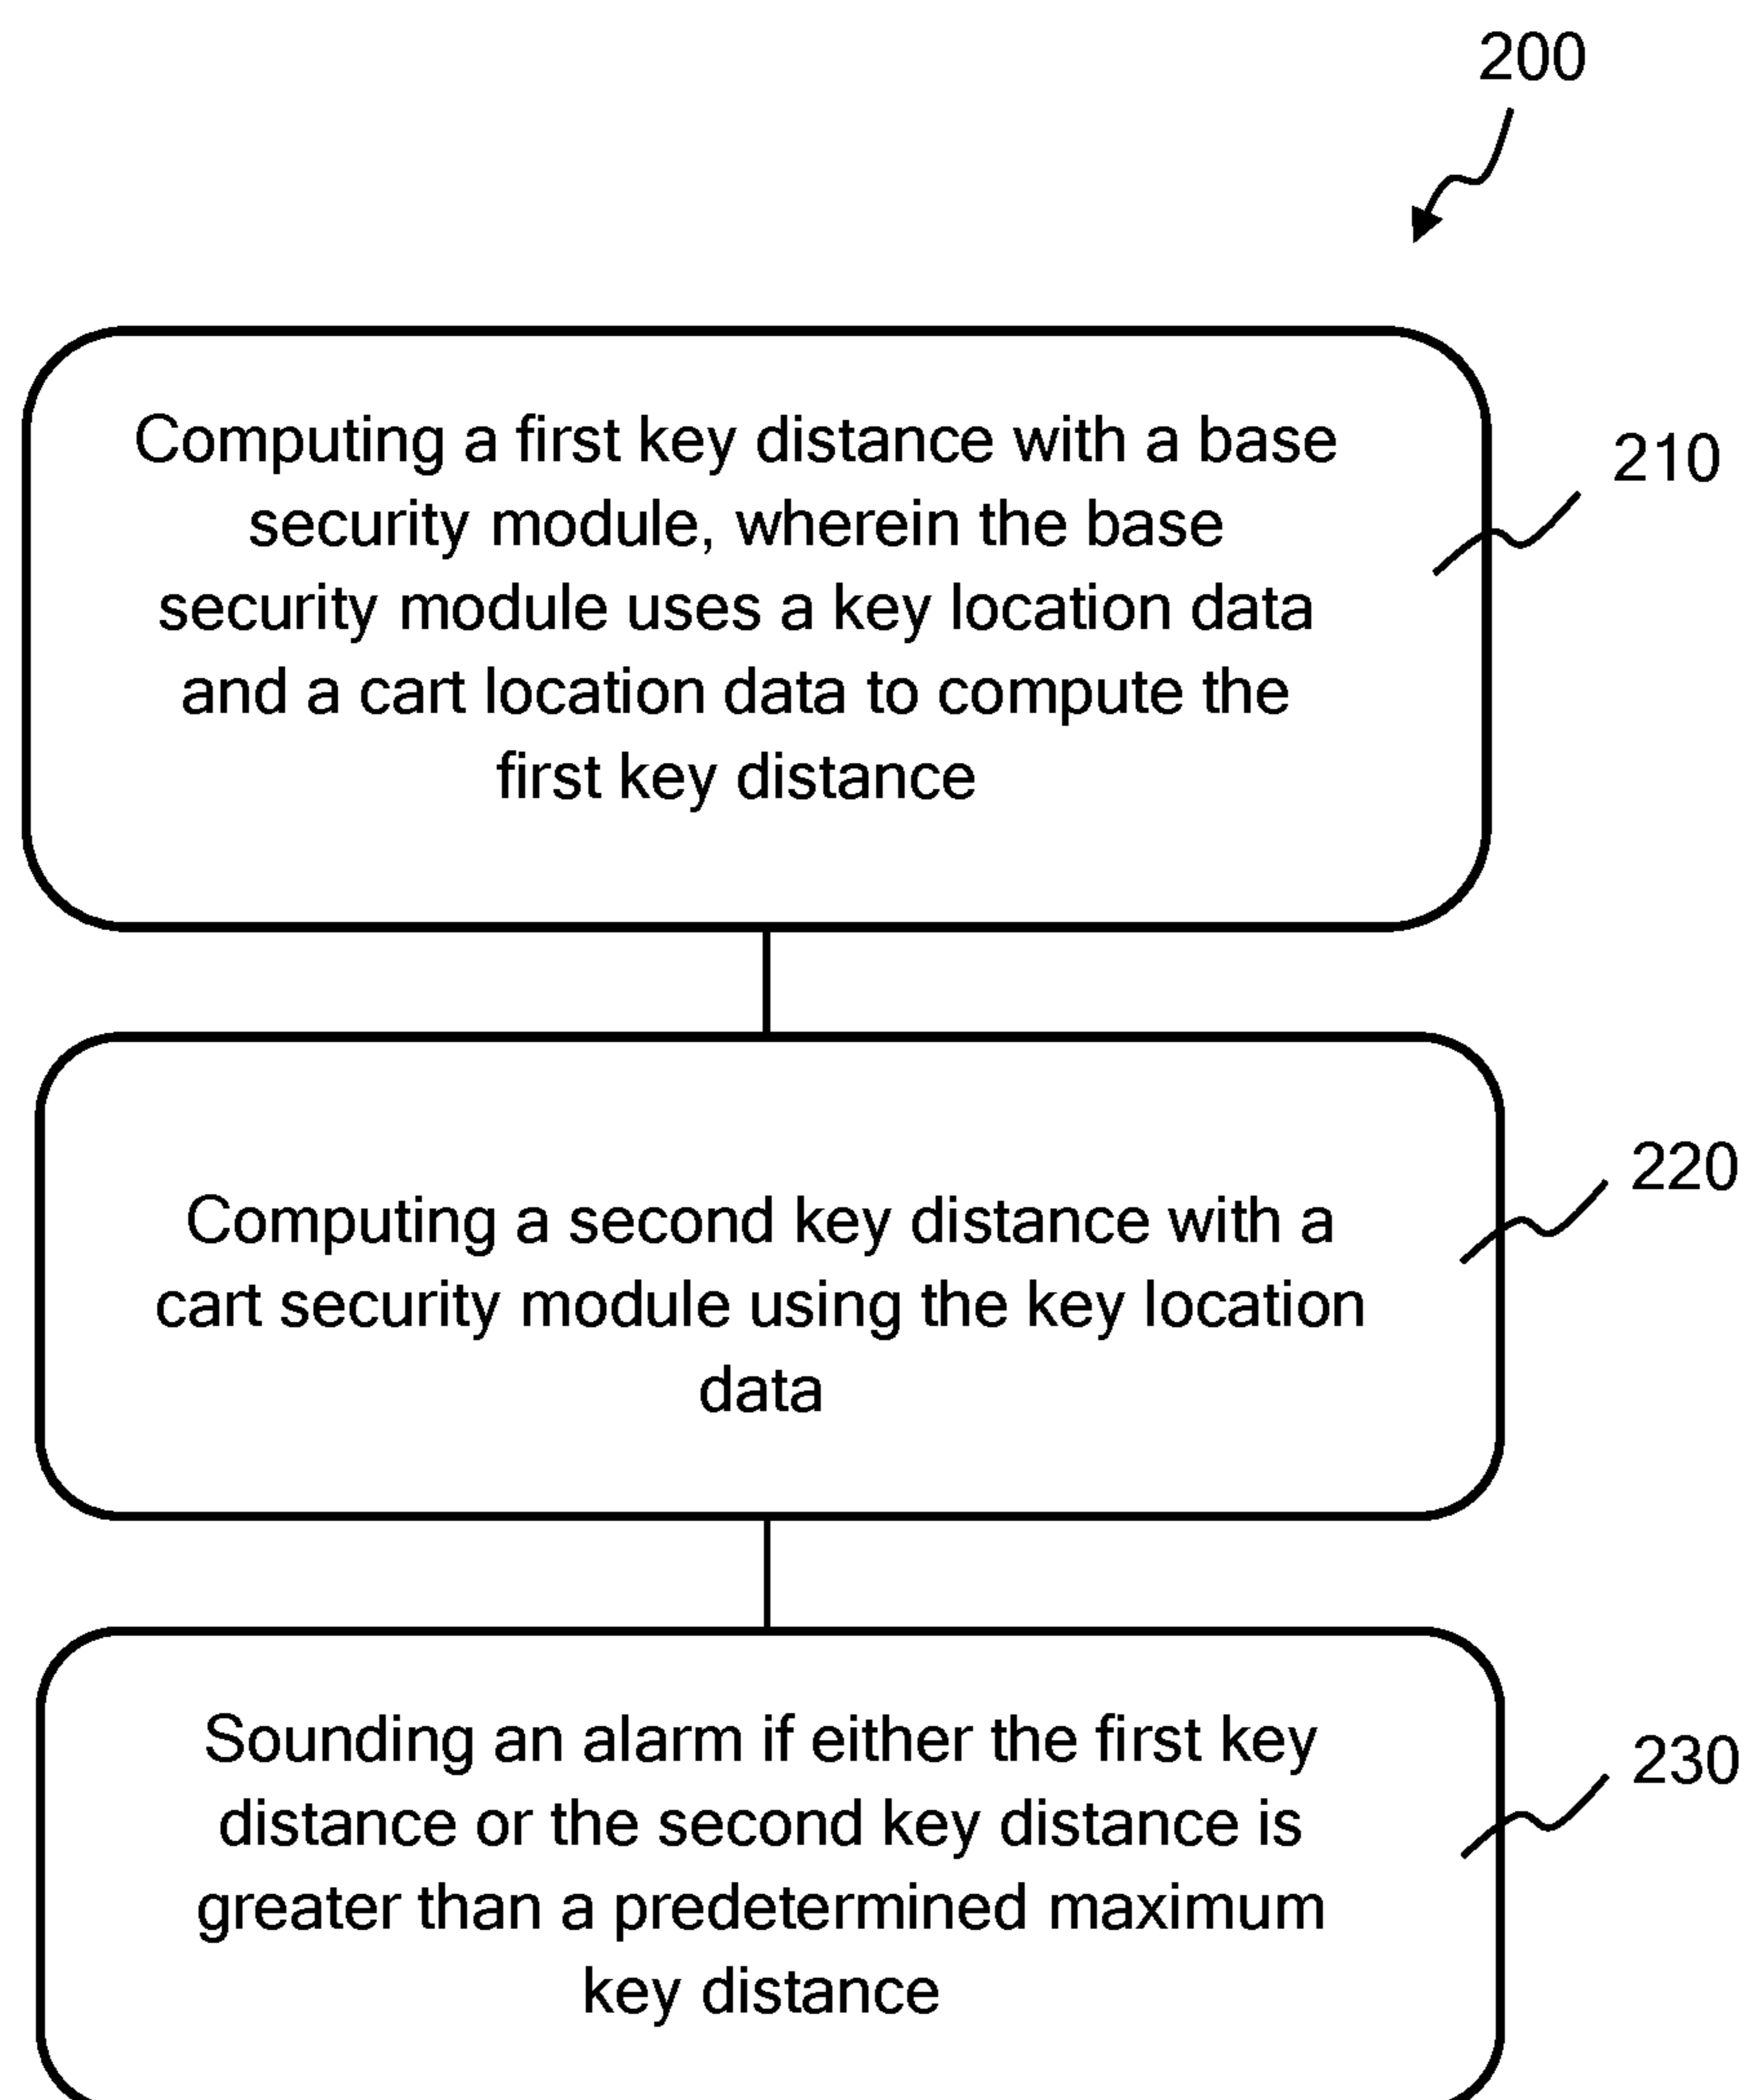 200
Computing a first key distance with a base
security module, wherein the base
security module uses a key location data
and a cart location data to compute the
first key distance
210
Computing a second key distance with a
cart security module using the key location
data
220
Sounding an alarm if either the first key
distance or the second key distance is
greater than a predetermined maximum
key distance
230